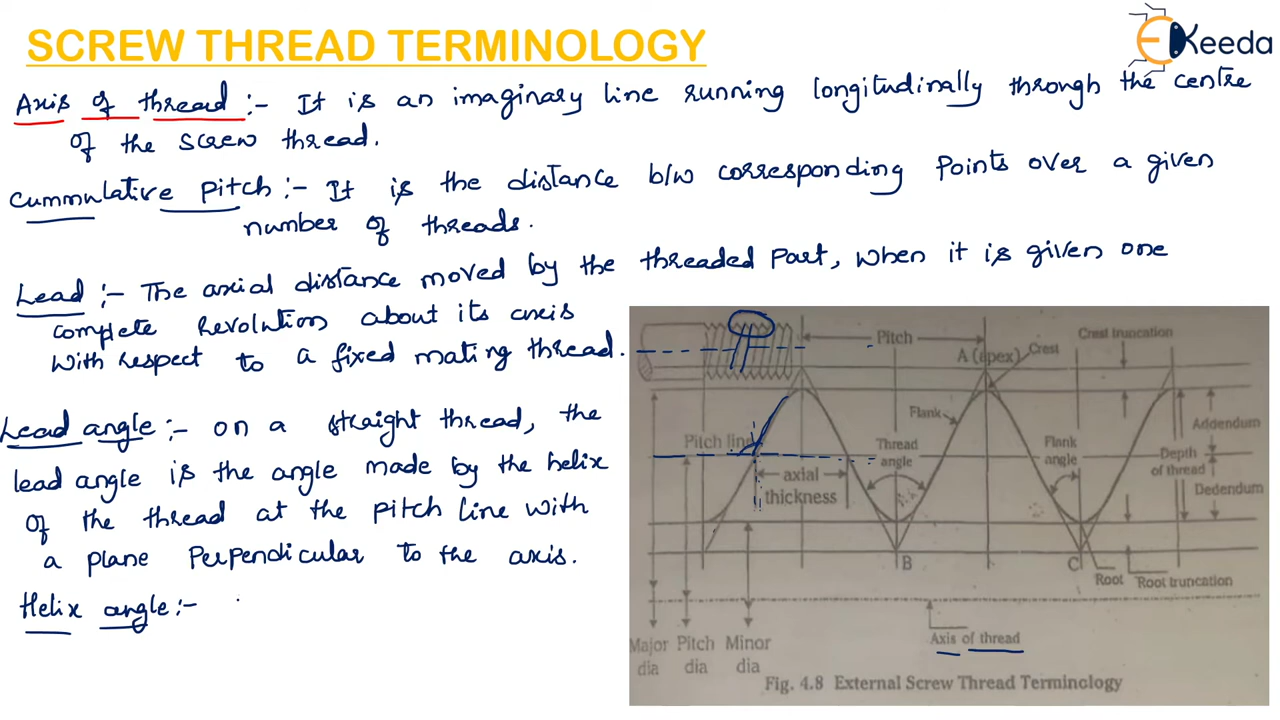 SCREW THREAD TERMINOLOGY
EKeeda
Axis of thread :- It is an imaginary line running longitudinally through the centre
of the screw thread.
Cummulative Pitch :- It is the distance b/w corresponding Points over a given
number of threads.
Lead :- The axial distance moved by the threaded Part, when it is given one
complete Revolution about its axis
with respect to a fixed mating thread.
Lead angle :- on a straight thread, the
lead angle is the angle made by the helix
of the thread at the pitch line with
a plane Perpendicular to the axis.
Helix angle :-
Pitch
Crest truncation
A (apex)
Crest
Flank
Addendum
Pitch line
Thread
angle
Flank
angle
Depth
of thread
axial
thickness
Dedendum
B
C
Root
Root truncation
Axis of thread
Major
dia
Pitch
dia
Minor
dia
Fig. 4.8 External Screw Thread Terminology